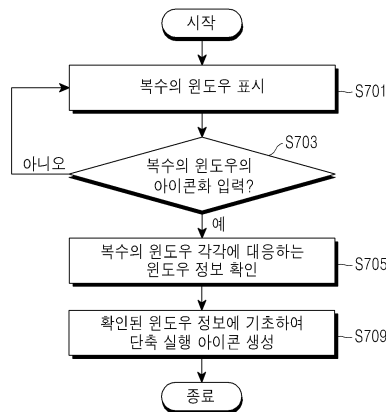 시작
복수의 윈도우 표시
S701
S703
복수의 윈도우의
아이콘화 입력?
아니오
예
복수의 윈도우 각각에 대응하는
윈도우 정보 확인
S705
확인된 윈도우 정보에 기초하여
단축 실행 아이콘 생성
S709
종료